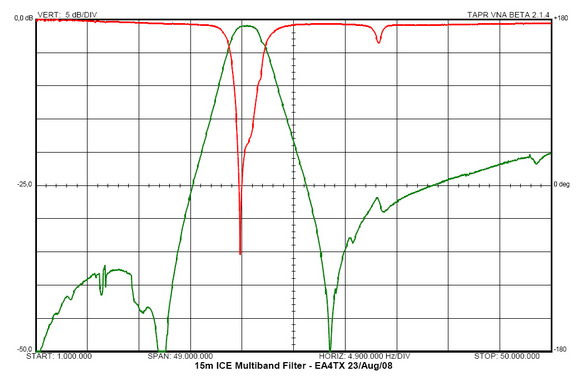 VERT: 5 dB/DIV
TAPR VNA BETA 2.1.4
0,0 dB
+180
-25.0
0 deg
-50.0
-180
START: 1.000.000
SPAN: 49.000.000
HORIZ: 4.900.000 Hz/DIV
STOP: 50.000.000
15m ICE Multiband Filter - EA4TX 23/Aug/08